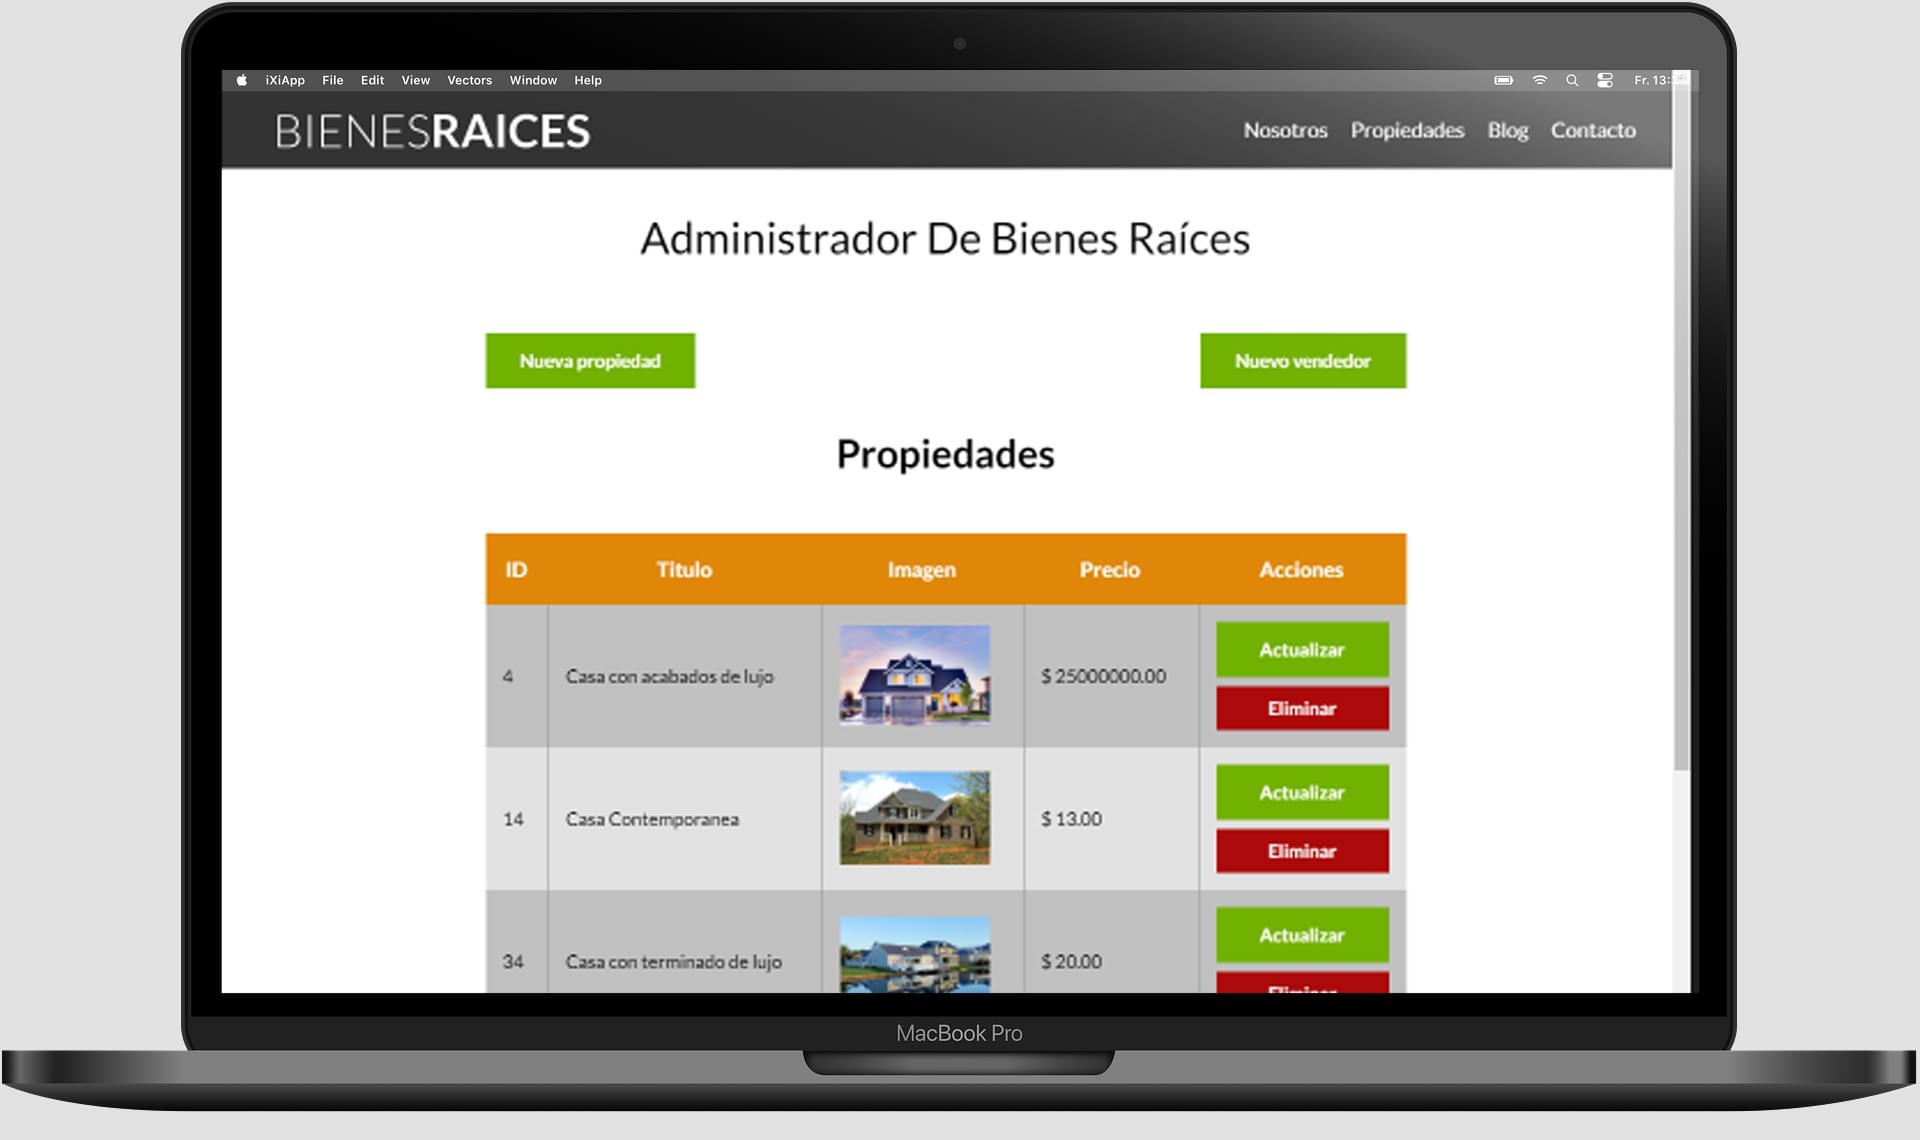 iXiApp File Edit View Vectors Window Help Fr. 13:
BIENESRAICES Nosotros Propiedades Blog Contacto
Administrador De Bienes Raíces
Nueva propiedad Nuevo vendedor
Propiedades
ID Titulo Imagen Precio Acciones
4 Casa con acabados de lujo $ 25000000.00 Actualizar
Eliminar
14 Casa Contemporanea $ 13.00 Actualizar
Eliminar
34 Casa con terminado de lujo $ 20.00 Actualizar
Eliminar
MacBook Pro